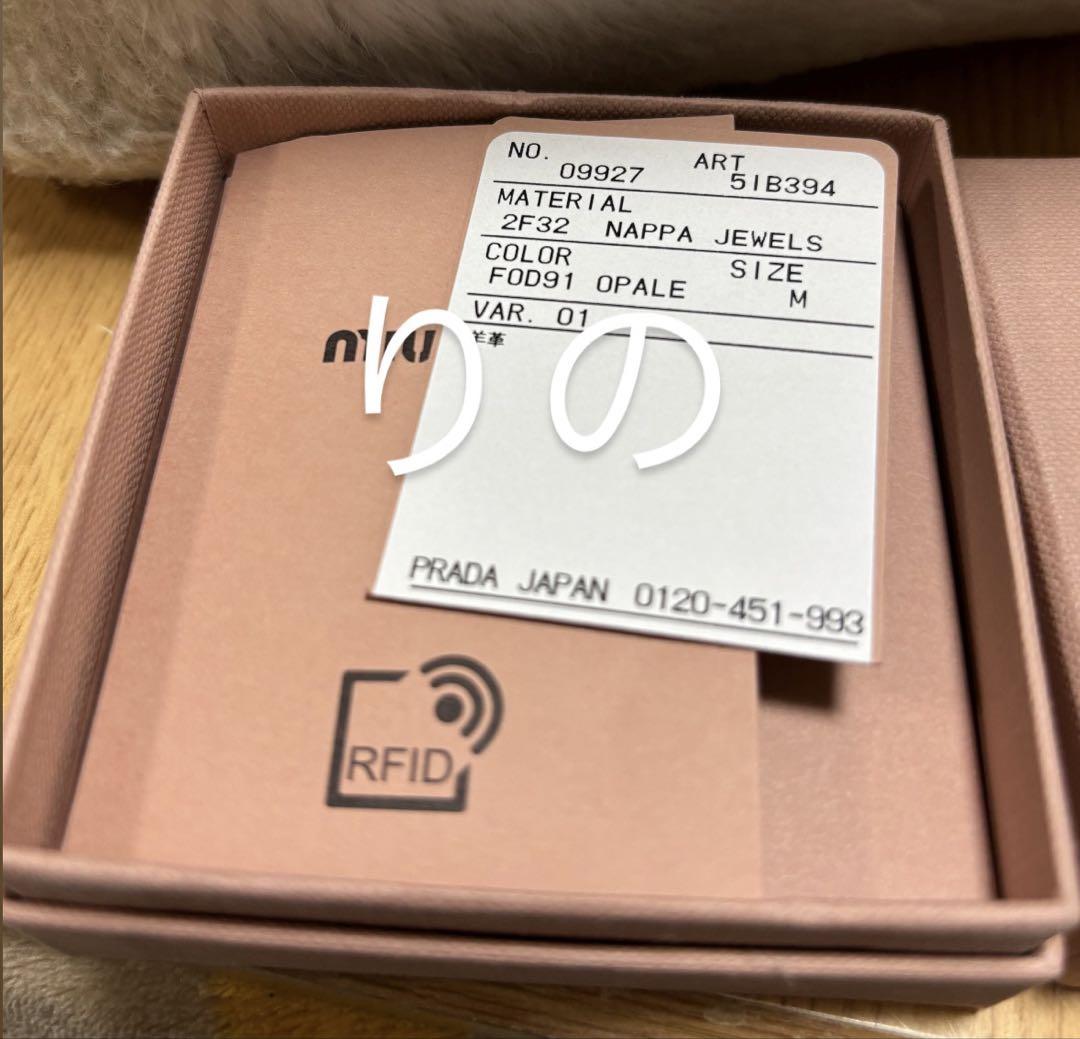 NO. ART
09927 5IB394
MATERIAL
2F32 NAPPA JEWELS
COLOR SIZE
F0D91 OPALE M
VAR. 01
羊革
りの
PRADA JAPAN 0120-451-993
RFID